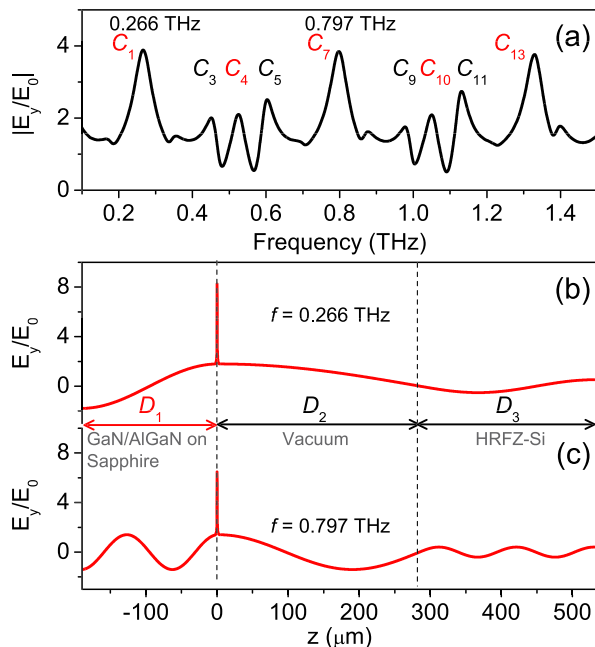 0.266 THz 0.797 THz (a)
C1 C3 C4 C5 C7 C9 C10 C11 C13
|Ey/E0|
4
2
0
0.2 0.4 0.6 0.8 1.0 1.2 1.4
Frequency (THz)
(b)
f = 0.266 THz
Ey/E0
8
4
0
D1 D2 D3
GaN/AlGaN on Sapphire
Vacuum
HRFZ-Si
(c)
f = 0.797 THz
Ey/E0
8
4
0
-100 0 100 200 300 400 500
z (μm)